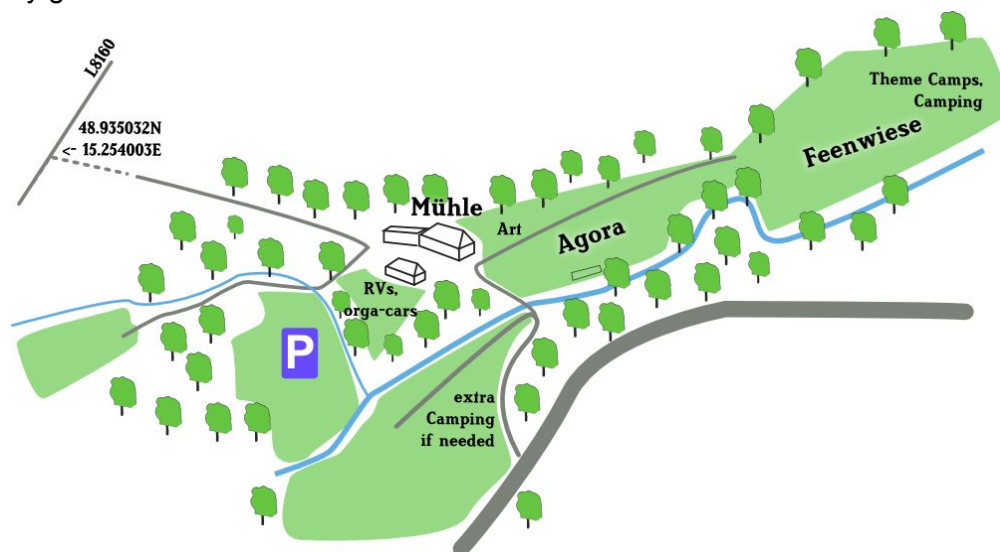 L8160
48.935032N
<- 15.254003E
Theme Camps,
Camping
Feenwiese
Mühle
Art
Agora
RVs,
orga-cars
P
extra
Camping
if needed